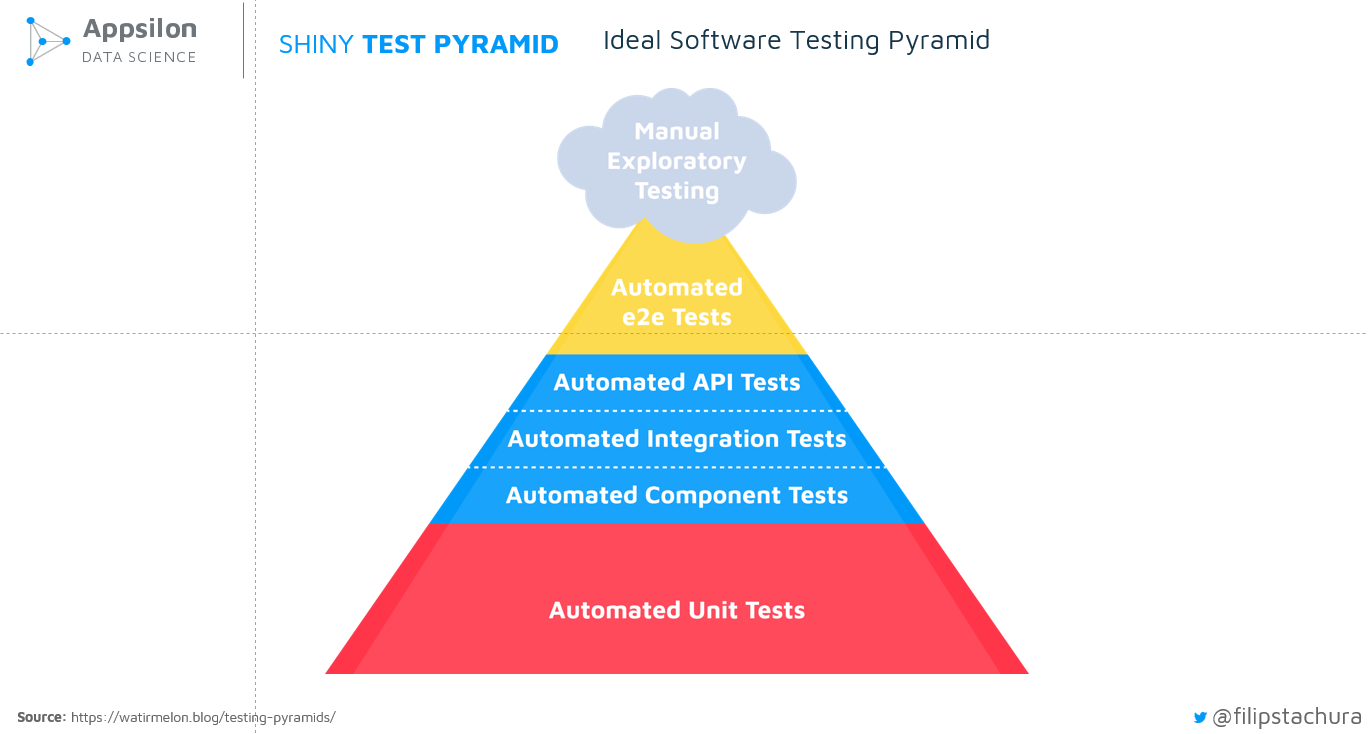 Appsilon
DATA SCIENCE
SHINY TEST PYRAMID
Ideal Software Testing Pyramid
Manual
Exploratory
Testing
Automated
e2e Tests
Automated API Tests
Automated Integration Tests
Automated Component Tests
Automated Unit Tests
Source: https://watirmelon.blog/testing-pyramids/
@filipstachura